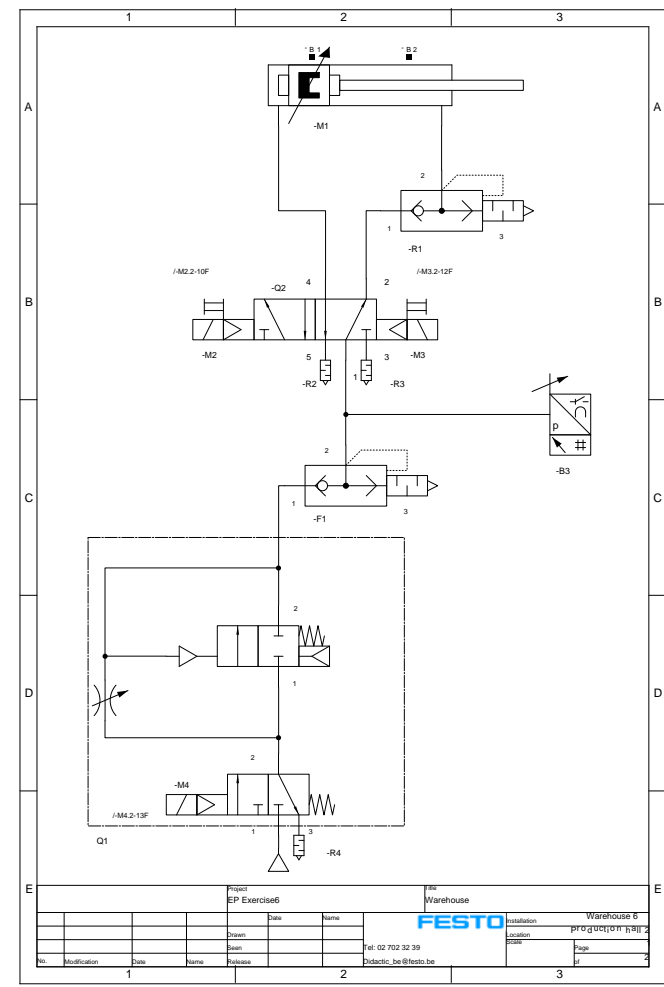 1 2 3
B 1 B 2
A A
-M1
2
1
3
-R1
/-M2.2-10F /-M3.2-12F
-Q2 4 2
B B
-M2 5 3 -M3
-R2 1 -R3
p
-B3
2
C C
1
3
-F1
2
1
D D
2
-M4
/-M4.2-13F
1 3
Q1
-R4
E E
Project Title
EP Exercise6 Warehouse
Date Name FESTO Installation Warehouse 6
Drawn Location Production hall 2
Seen Tel: 02 702 32 39 Scale Page 1
No. Modification Date Name Release Didactic_be@festo.be of 2
1 2 3